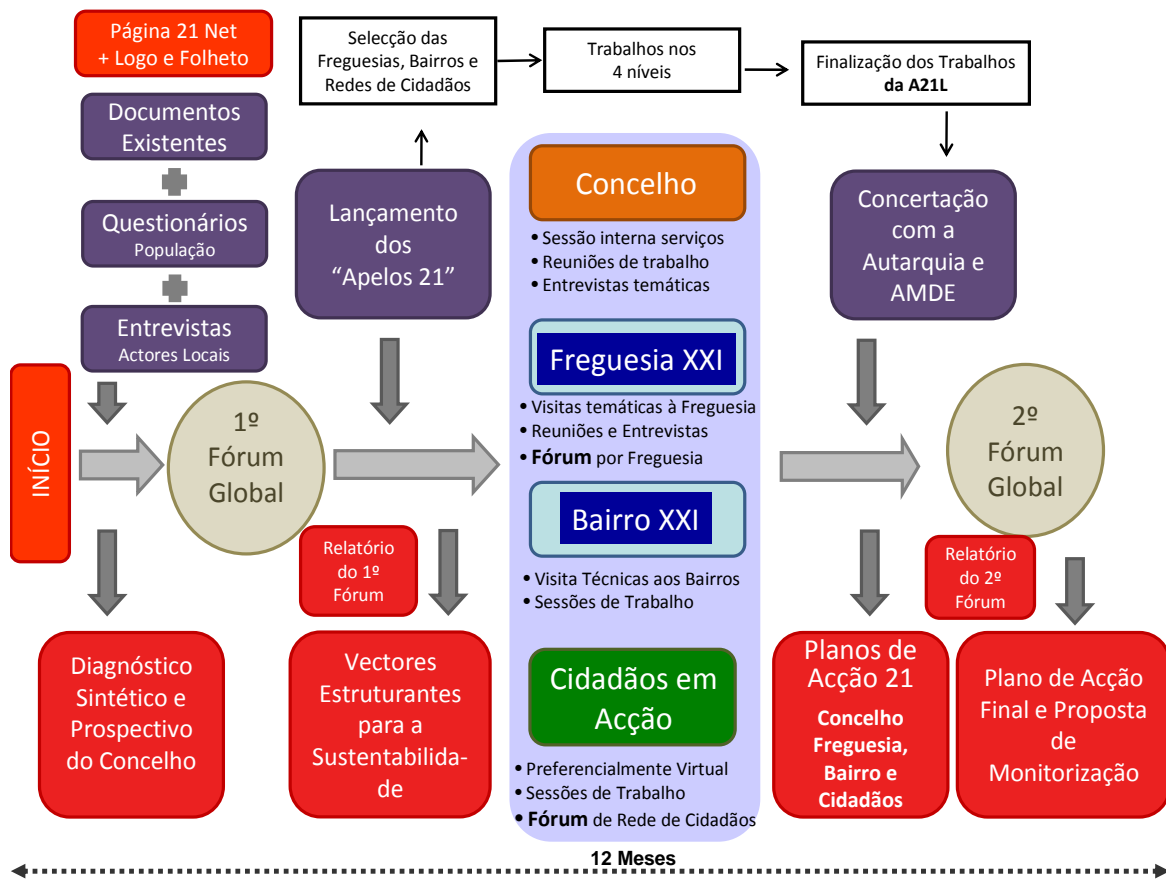 Página 21 Net
+ Logo e Folheto
Documentos
Existentes
Questionários
População
Entrevistas
Actores Locais
INÍCIO
1º
Fórum
Global
Diagnóstico
Sintético e
Prospectivo
do Concelho
Selecção das
Freguesias, Bairros e
Redes de Cidadãos
Trabalhos nos
4 níveis
Finalização dos Trabalhos
da A21L
Lançamento
dos
“Apelos 21”
Relatório
do 1º
Fórum
Vectores
Estruturantes
para a
Sustentabilida-
de
Concelho
• Sessão interna serviços
• Reuniões de trabalho
• Entrevistas temáticas
Freguesia XXI
• Visitas temáticas à Freguesia
• Reuniões e Entrevistas
• Fórum por Freguesia
Bairro XXI
• Visita Técnicas aos Bairros
• Sessões de Trabalho
Cidadãos em
Acção
• Preferencialmente Virtual
• Sessões de Trabalho
• Fórum de Rede de Cidadãos
Concertação
com a
Autarquia e
AMDE
2º
Fórum
Global
Relatório
do 2º
Fórum
Planos de
Acção 21
Concelho
Freguesia,
Bairro e
Cidadãos
Plano de Acção
Final e Proposta
de
Monitorização
12 Meses